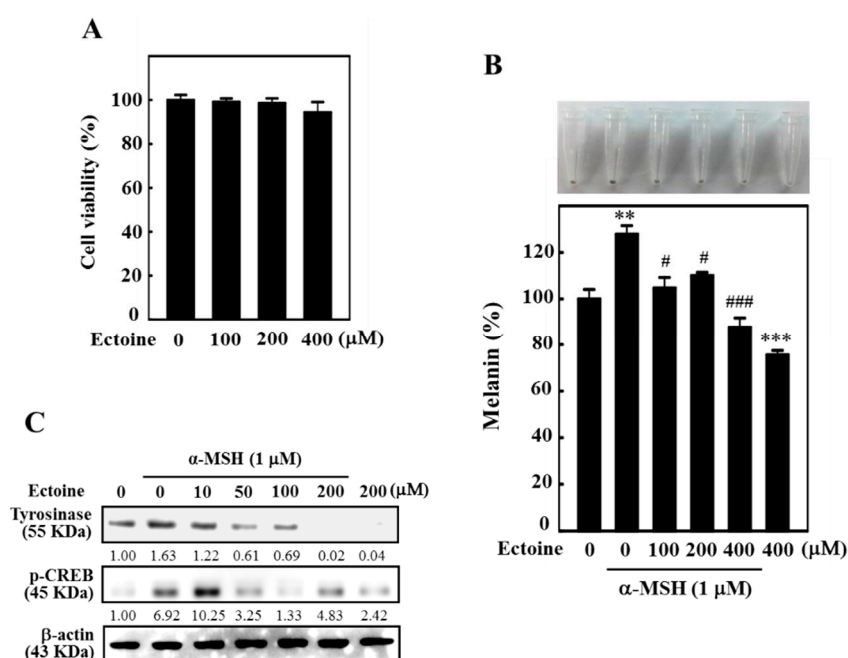 A
Cell viability (%)
100
80
60
40
20
0
Ectoine 0 100 200 400 (μM)
B
Melanin (%)
120
100
80
60
40
20
0
** # # ### ***
Ectoine 0 0 100 200 400 400 (μM)
α-MSH (1 μM)
C
α-MSH (1 μM)
Ectoine 0 0 10 50 100 200 200 (μM)
Tyrosinase
(55 KDa)
1.00 1.63 1.22 0.61 0.69 0.02 0.04
p-CREB
(45 KDa)
1.00 6.92 10.25 3.25 1.33 4.83 2.42
β-actin
(43 KDa)